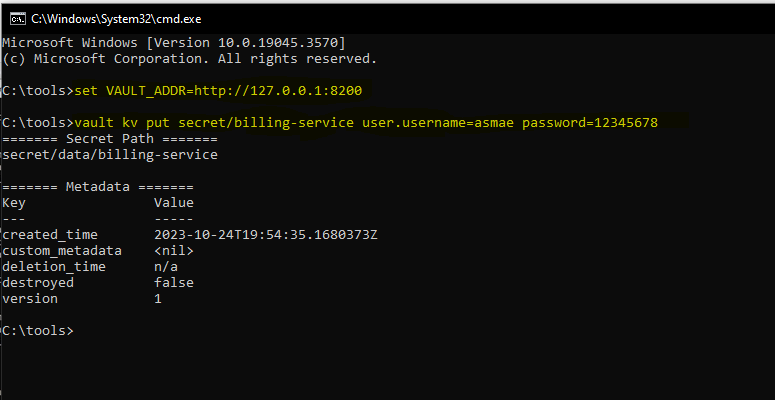 C:\Windows\System32\cmd.exe
Microsoft Windows [Version 10.0.19045.3570]
(c) Microsoft Corporation. All rights reserved.
C:\tools>set VAULT_ADDR=http://127.0.0.1:8200
C:\tools>vault kv put secret/billing-service user.username=asmae password=12345678
======= Secret Path =======
secret/data/billing-service
======= Metadata =======
Key                Value
---                -----
created_time       2023-10-24T19:54:35.1680373Z
custom_metadata    <nil>
deletion_time      n/a
destroyed          false
version            1
C:\tools>